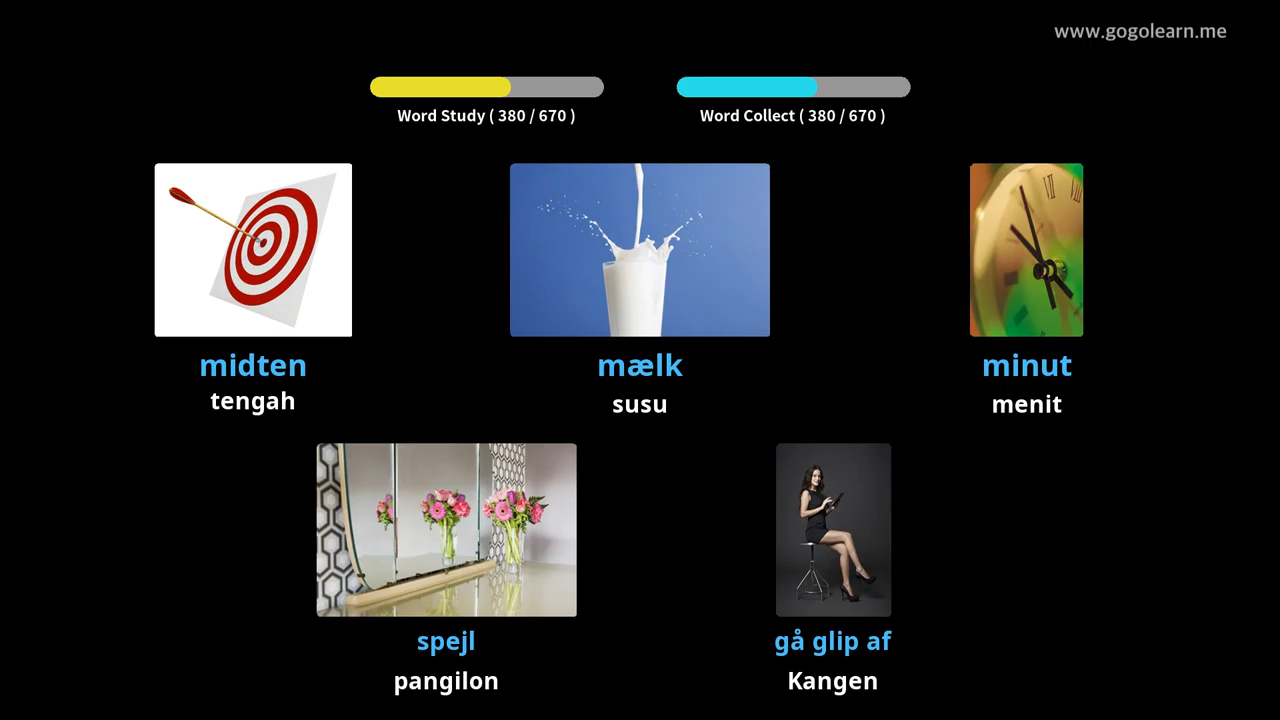 www.gogolearn.me
Word Study ( 380 / 670 )
Word Collect ( 380 / 670 )
midten
tengah
mælk
susu
minut
menit
spejl
pangilon
gå glip af
Kangen